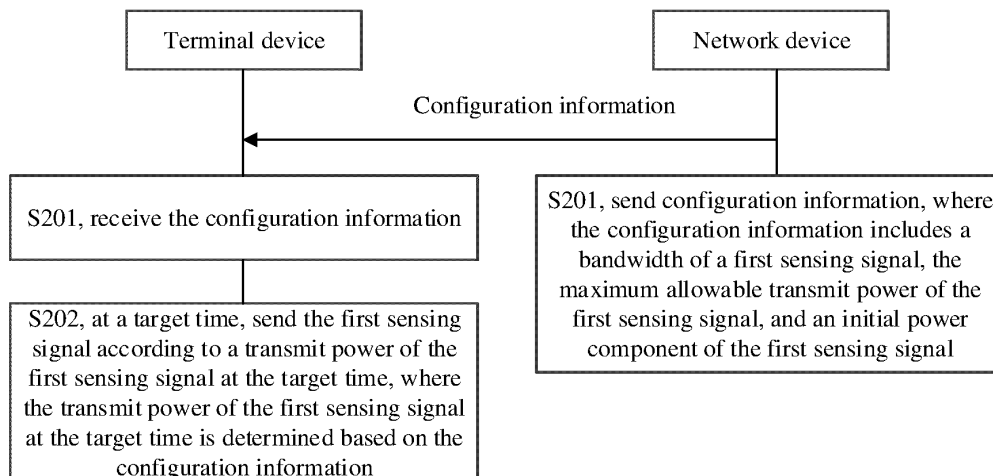 Terminal device
Network device
Configuration information
S201, receive the configuration information
S201, send configuration information, where
the configuration information includes a
bandwidth of a first sensing signal, the
maximum allowable transmit power of the
first sensing signal, and an initial power
component of the first sensing signal
S202, at a target time, send the first sensing
signal according to a transmit power of the
first sensing signal at the target time, where
the transmit power of the first sensing signal
at the target time is determined based on the
configuration information